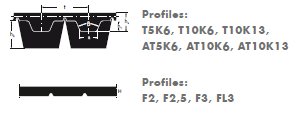 Profiles:
T5K6, T10K6, T10K13,
AT5K6, AT10K6, AT10K13
Profiles:
F2, F2,5, F3, FL3
H